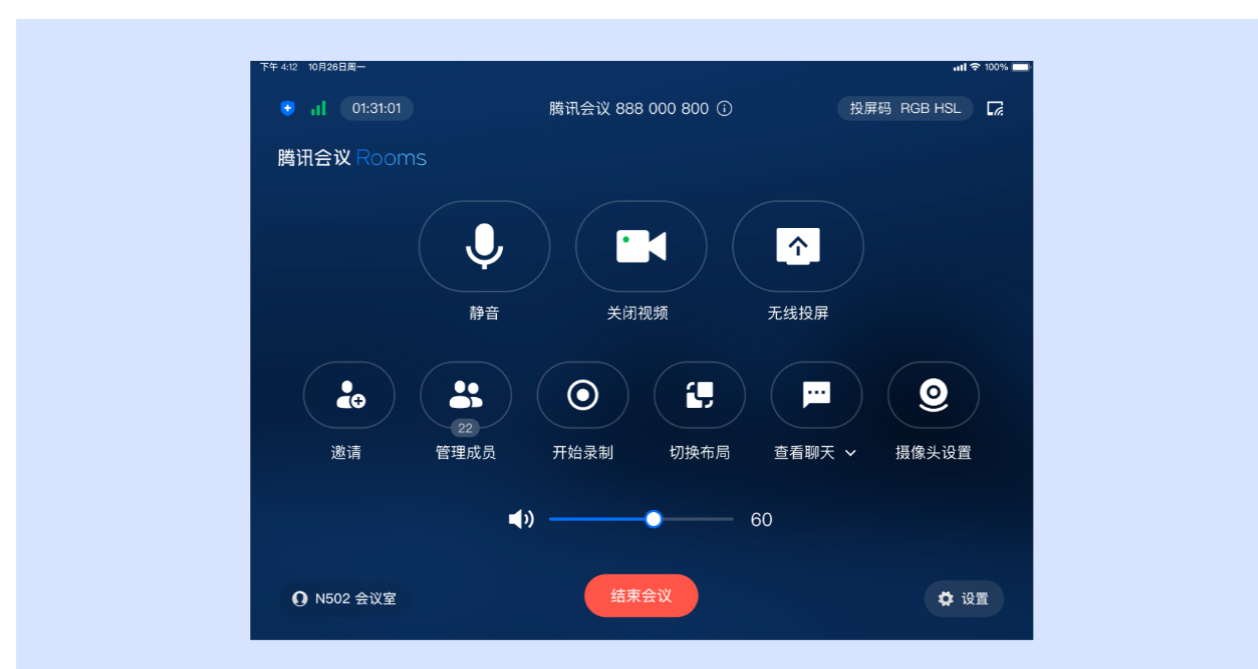 下午 4:12 10月26日周一 100%
01:31:01 腾讯会议 888 000 800 投屏码 RGB HSL
腾讯会议 Rooms
静音 关闭视频 无线投屏
22
邀请 管理成员 开始录制 切换布局 查看聊天 摄像头设置
60
N502 会议室 结束会议 设置